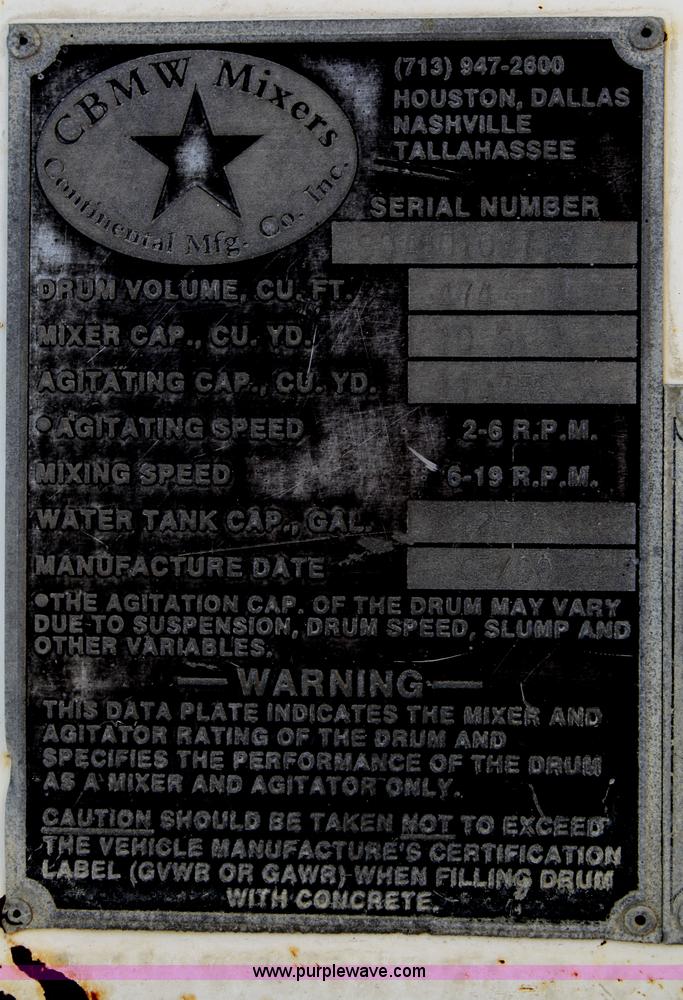 CBMW Mixers
Continental Mfg. Co. Inc.
(713) 947-2600
HOUSTON, DALLAS
NASHVILLE
TALLAHASSEE
SERIAL NUMBER
DRUM VOLUME, CU. FT. 474
MIXER CAP., CU. YD.
AGITATING CAP., CU. YD.
•AGITATING SPEED 2-6 R.P.M.
MIXING SPEED 6-19 R.P.M.
WATER TANK CAP., GAL.
MANUFACTURE DATE
•THE AGITATION CAP. OF THE DRUM MAY VARY
DUE TO SUSPENSION, DRUM SPEED, SLUMP AND
OTHER VARIABLES.
— WARNING —
THIS DATA PLATE INDICATES THE MIXER AND
AGITATOR RATING OF THE DRUM AND
SPECIFIES THE PERFORMANCE OF THE DRUM
AS A MIXER AND AGITATOR ONLY.
CAUTION SHOULD BE TAKEN NOT TO EXCEED
THE VEHICLE MANUFACTURE'S CERTIFICATION
LABEL (GVWR OR GAWR) WHEN FILLING DRUM
WITH CONCRETE.
www.purplewave.com